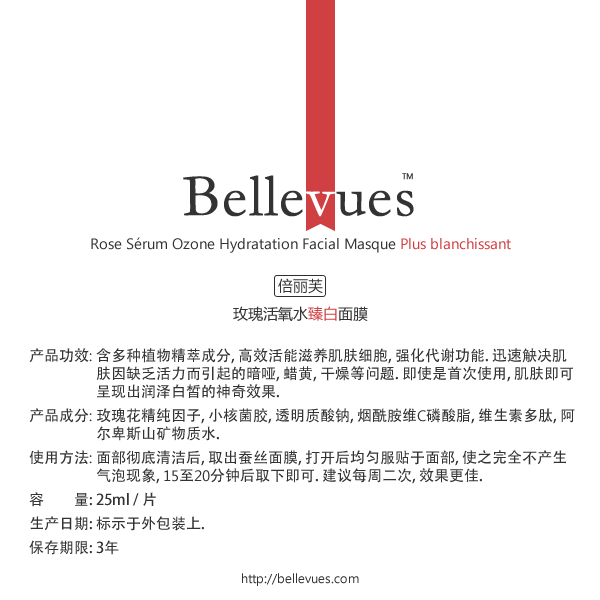 Bellevues™
Rose Sérum Ozone Hydratation Facial Masque Plus blanchissant
倍丽芙
玫瑰活氧水臻白面膜
产品功效: 含多种植物精萃成分, 高效活能滋养肌肤细胞, 强化代谢功能. 迅速触决肌
肤因缺乏活力而引起的暗哑, 蜡黄, 干燥等问题. 即使是首次使用, 肌肤即可
呈现出润泽白皙的神奇效果.
产品成分: 玫瑰花精纯因子, 小核菌胶, 透明质酸钠, 烟酰胺维C磷酸脂, 维生素多肽, 阿
尔卑斯山矿物质水.
使用方法: 面部彻底清洁后, 取出蚕丝面膜, 打开后均匀服贴于面部, 使之完全不产生
气泡现象, 15至20分钟后取下即可. 建议每周二次, 效果更佳.
容 量: 25ml / 片
生产日期: 标示于外包装上.
保存期限: 3年
http://bellevues.com